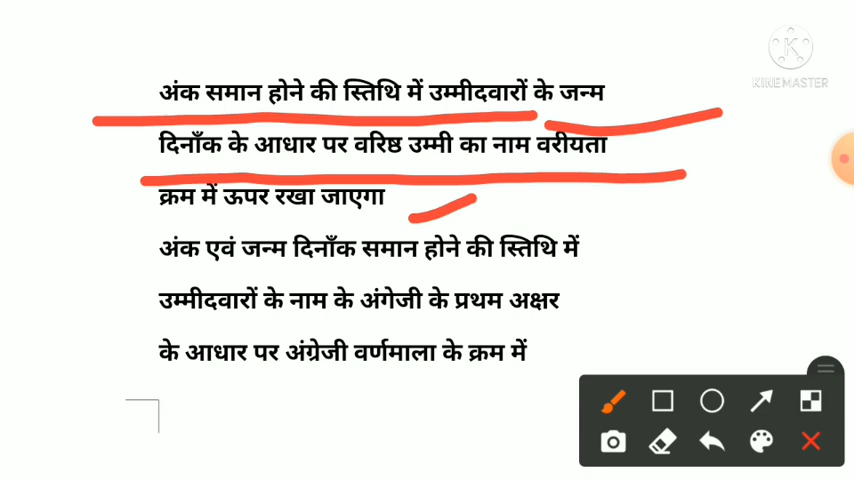 KINEMASTER
अंक समान होने की स्तिथि में उम्मीदवारों के जन्म
दिनाँक के आधार पर वरिष्ठ उम्मी का नाम वरीयता
क्रम में ऊपर रखा जाएगा
अंक एवं जन्म दिनाँक समान होने की स्तिथि में
उम्मीदवारों के नाम के अंगेजी के प्रथम अक्षर
के आधार पर अंग्रेजी वर्णमाला के क्रम में